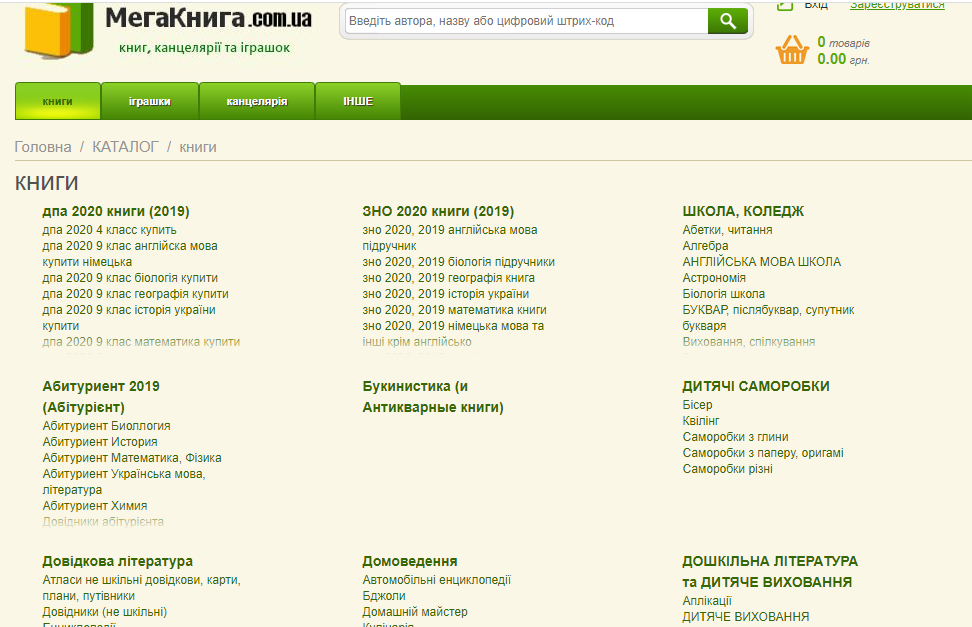 МегаКнига.com.ua
книг, канцелярії та іграшок
Введіть автора, назву або цифровий штрих-код
Вхід
Зареєструватися
0 товарів
0.00 грн.
книги
іграшки
канцелярія
ІНШЕ
Головна / КАТАЛОГ / книги
КНИГИ
дпа 2020 книги (2019)
дпа 2020 4 класс купить
дпа 2020 9 клас англійска мова
купити німецька
дпа 2020 9 клас біологія купити
дпа 2020 9 клас географія купити
дпа 2020 9 клас історія україни
купити
дпа 2020 9 клас математика купити
ЗНО 2020 книги (2019)
зно 2020, 2019 англійська мова
підручник
зно 2020, 2019 біологія підручники
зно 2020, 2019 географія книга
зно 2020, 2019 історія україни
зно 2020, 2019 математика книги
зно 2020, 2019 німецька мова та
інші крім англійсько
ШКОЛА, КОЛЕДЖ
Абетки, читання
Алгебра
АНГЛІЙСЬКА МОВА ШКОЛА
Астрономія
Біологія школа
БУКВАР, післябуквар, супутник
букваря
Виховання, спілкування
Абитуриент 2019
(Абітурієнт)
Абитуриент Биоллогия
Абитуриент История
Абитуриент Математика, Фізика
Абитуриент Українська мова,
література
Абитуриент Химия
Довідники абітурієнта
Букинистика (и
Антикварные книги)
ДИТЯЧІ САМОРОБКИ
Бісер
Квілінг
Саморобки з глини
Саморобки з паперу, оригамі
Саморобки різні
Довідкова література
Атласи не шкільні довідкови, карти,
плани, путівники
Довідники (не шкільні)
Енциклопедії
Домоведення
Автомобільні енциклопедії
Бджоли
Домашній майстер
Кулінарія
ДОШКІЛЬНА ЛІТЕРАТУРА
та ДИТЯЧЕ ВИХОВАННЯ
Аплікації
ДИТЯЧЕ ВИХОВАННЯ